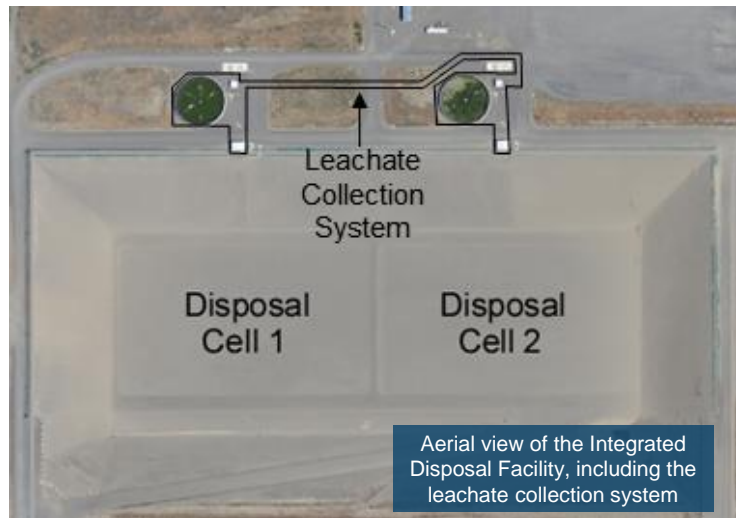 Leachate
Collection
System
Disposal
Cell 1
Disposal
Cell 2
Aerial view of the Integrated
Disposal Facility, including the
leachate collection system